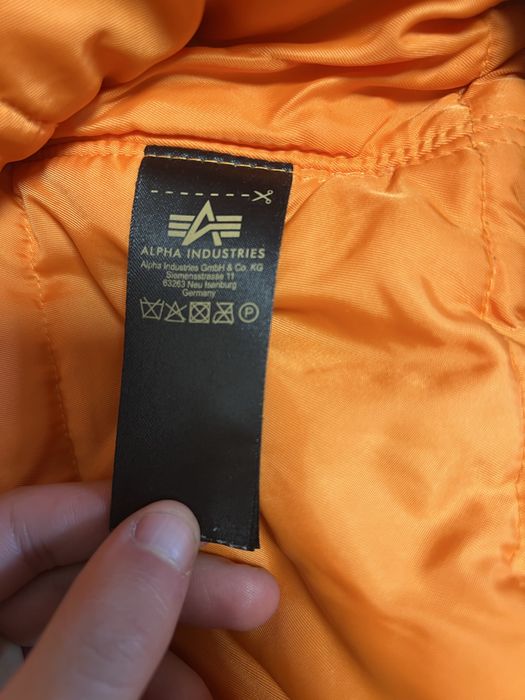 ALPHA INDUSTRIES
Alpha Industries GmbH & Co. KG
Siemensstrasse 11
63263 Neu Isenburg
Germany
P